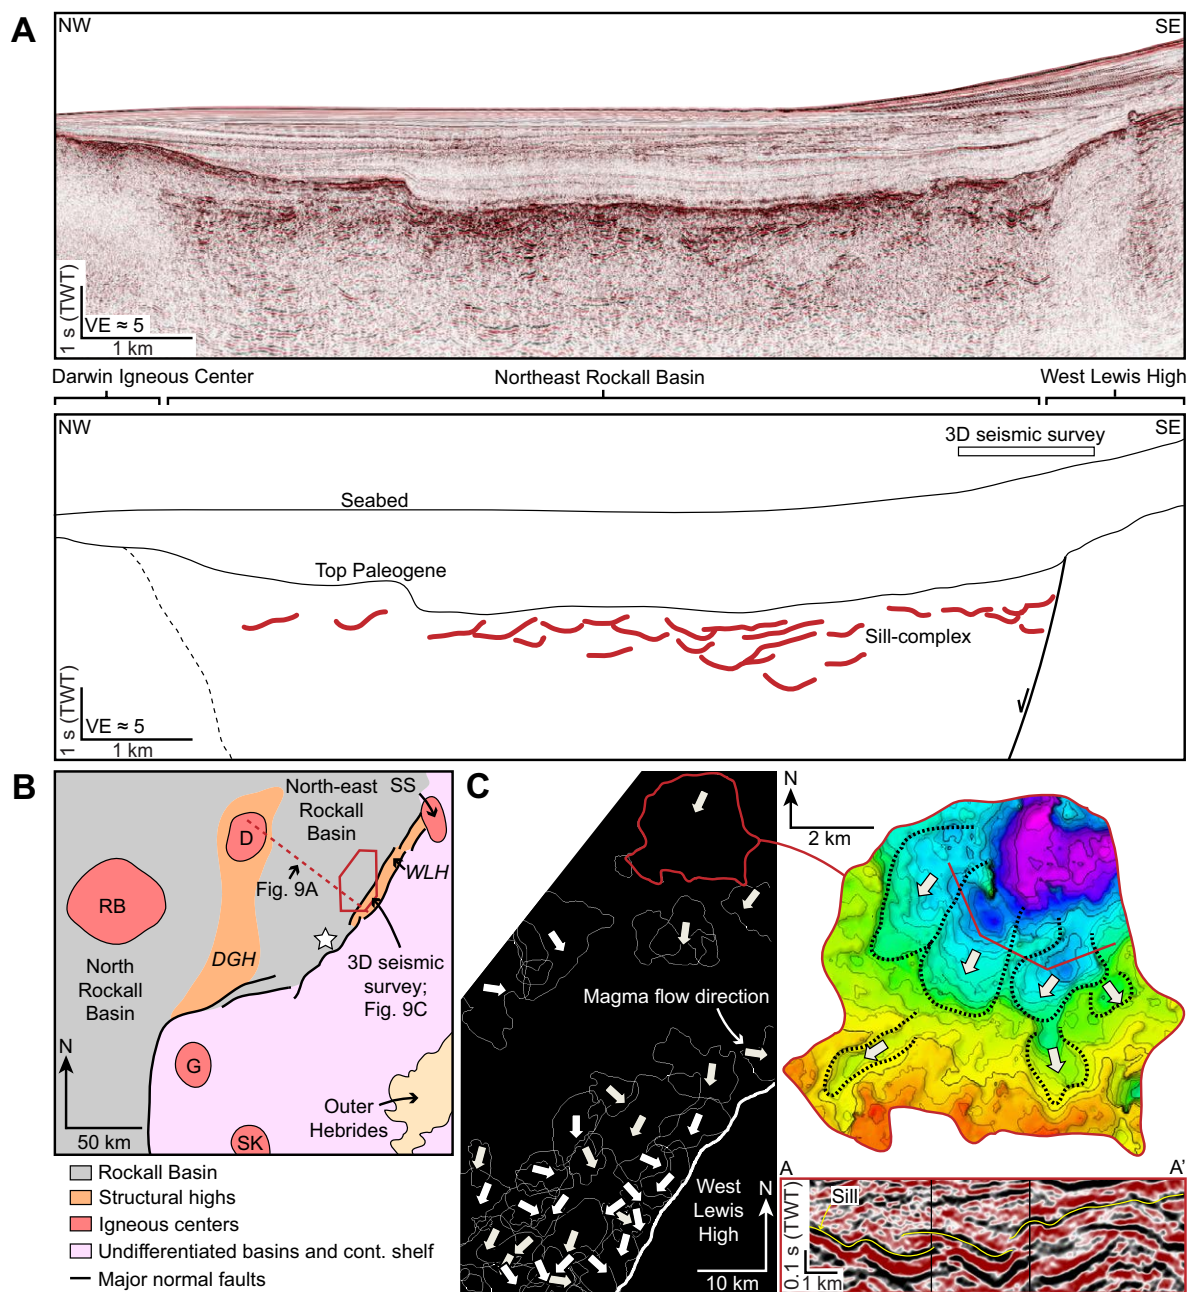 A
NW
SE
1 s (TWT)
VE ≈ 5
1 km
Darwin Igneous Center
Northeast Rockall Basin
West Lewis High
NW
SE
3D seismic survey
Seabed
Top Paleogene
Sill-complex
1 s (TWT)
VE ≈ 5
1 km
B
North-east
Rockall
Basin
SS
D
WLH
Fig. 9A
RB
DGH
North
Rockall
Basin
3D seismic
survey;
Fig. 9C
N
G
Outer
Hebrides
50 km
SK
Rockall Basin
Structural highs
Igneous centers
Undifferentiated basins and cont. shelf
Major normal faults
C
Magma flow direction
West
Lewis
High
N
10 km
N
2 km
A
A'
Sill
0.1 s (TWT)
0.1 km